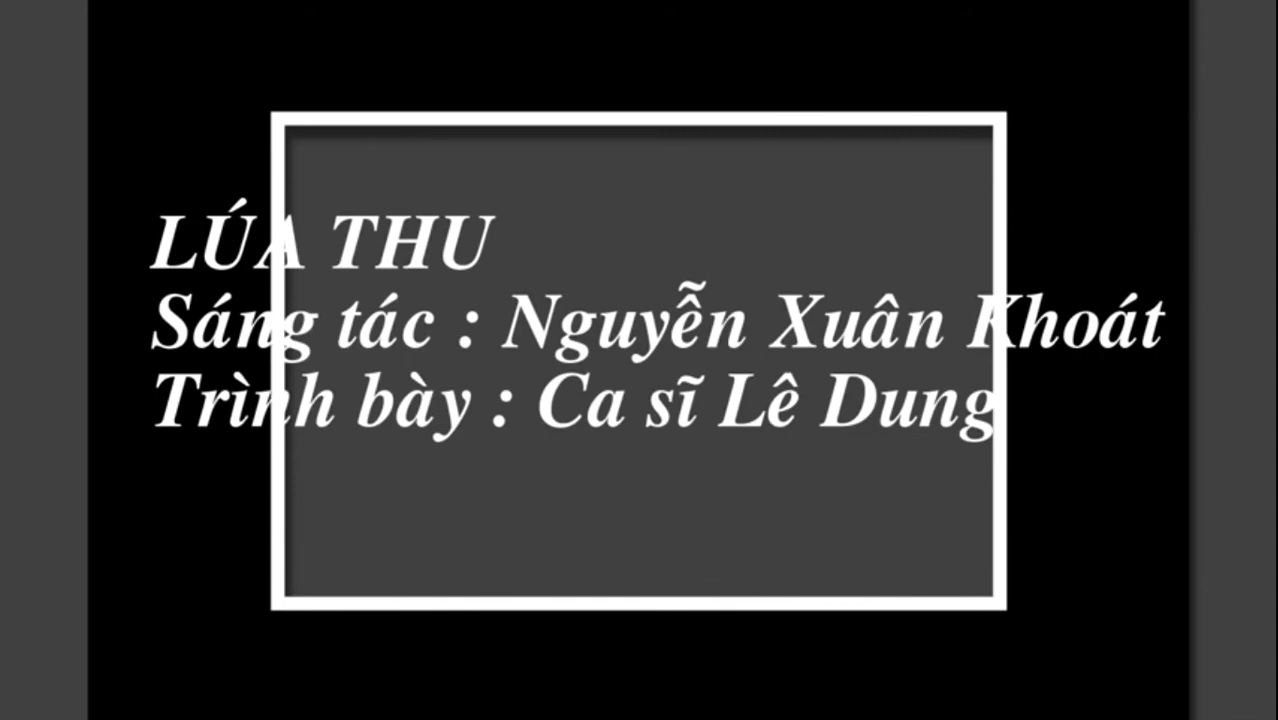 LÚA THU
Sáng tác : Nguyễn Xuân Khoát
Trình bày : Ca sĩ Lê Dung